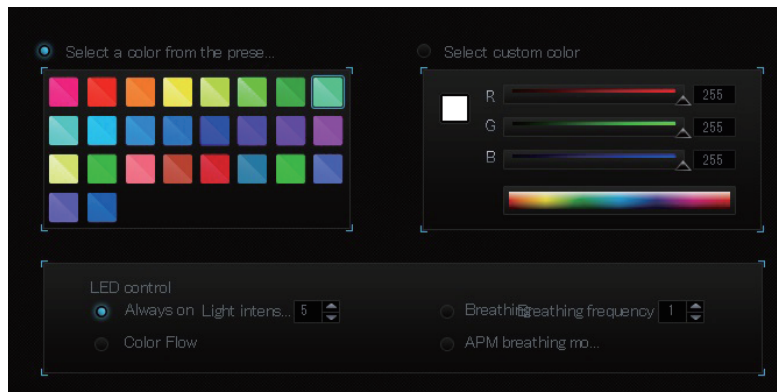 Select a color from the prese...
Select custom color
R 255
G 255
B 255
LED control
Always on Light intens... 5
Breathing Breathing frequency 1
Color Flow
APM breathing mo...